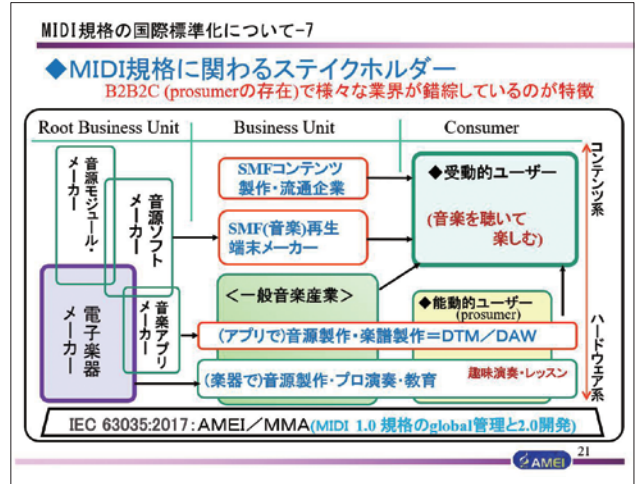 MIDI規格の国際標準化について-7
◆MIDI規格に関わるステイクホルダー
B2B2C (prosumerの存在)で様々な業界が錯綜しているのが特徴
Root Business Unit
Business Unit
Consumer
音源モジュール・
メーカー
音源ソフト
メーカー
電子楽器
メーカー
音楽アプリ
メーカー
SMFコンテンツ
製作・流通企業
SMF(音楽)再生
端末メーカー
<一般音楽産業>
◆受動的ユーザー
(音楽を聴いて
楽しむ)
◆能動的ユーザー
(prosumer)
(アプリで)音源製作・楽譜製作=DTM/DAW
(楽器で)音源製作・プロ演奏・教育
趣味演奏・レッスン
コンテンツ系
ハードウェア系
IEC 63035:2017:AMEI/MMA(MIDI 1.0 規格のglobal管理と2.0開発)
AMEI
21